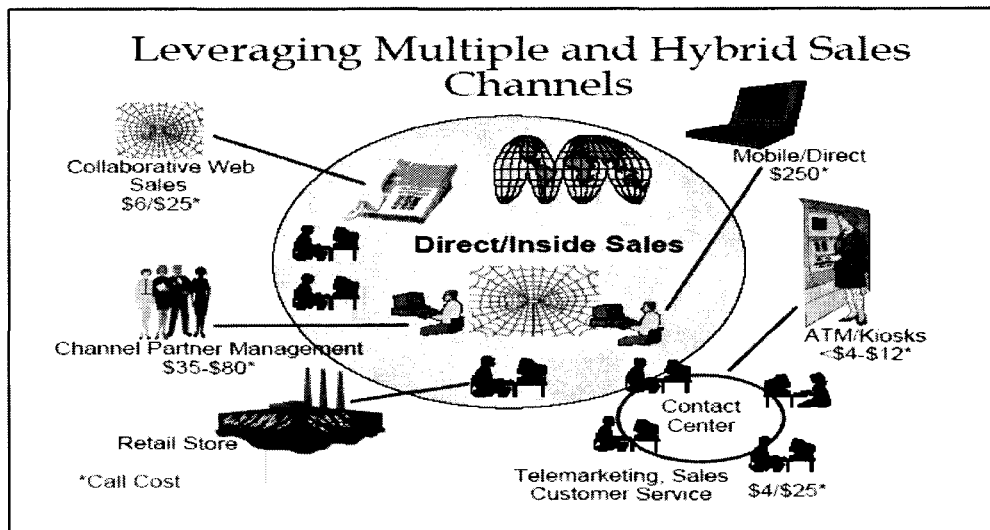 Leveraging Multiple and Hybrid Sales
Channels
Collaborative Web
Sales
$6/$25*
Mobile/Direct
$250*
Direct/Inside Sales
Channel Partner Management
$35-$80*
ATM/Kiosks
<$4-$12*
Retail Store
Contact
Center
*Call Cost
Telemarketing, Sales
Customer Service
$4/$25*